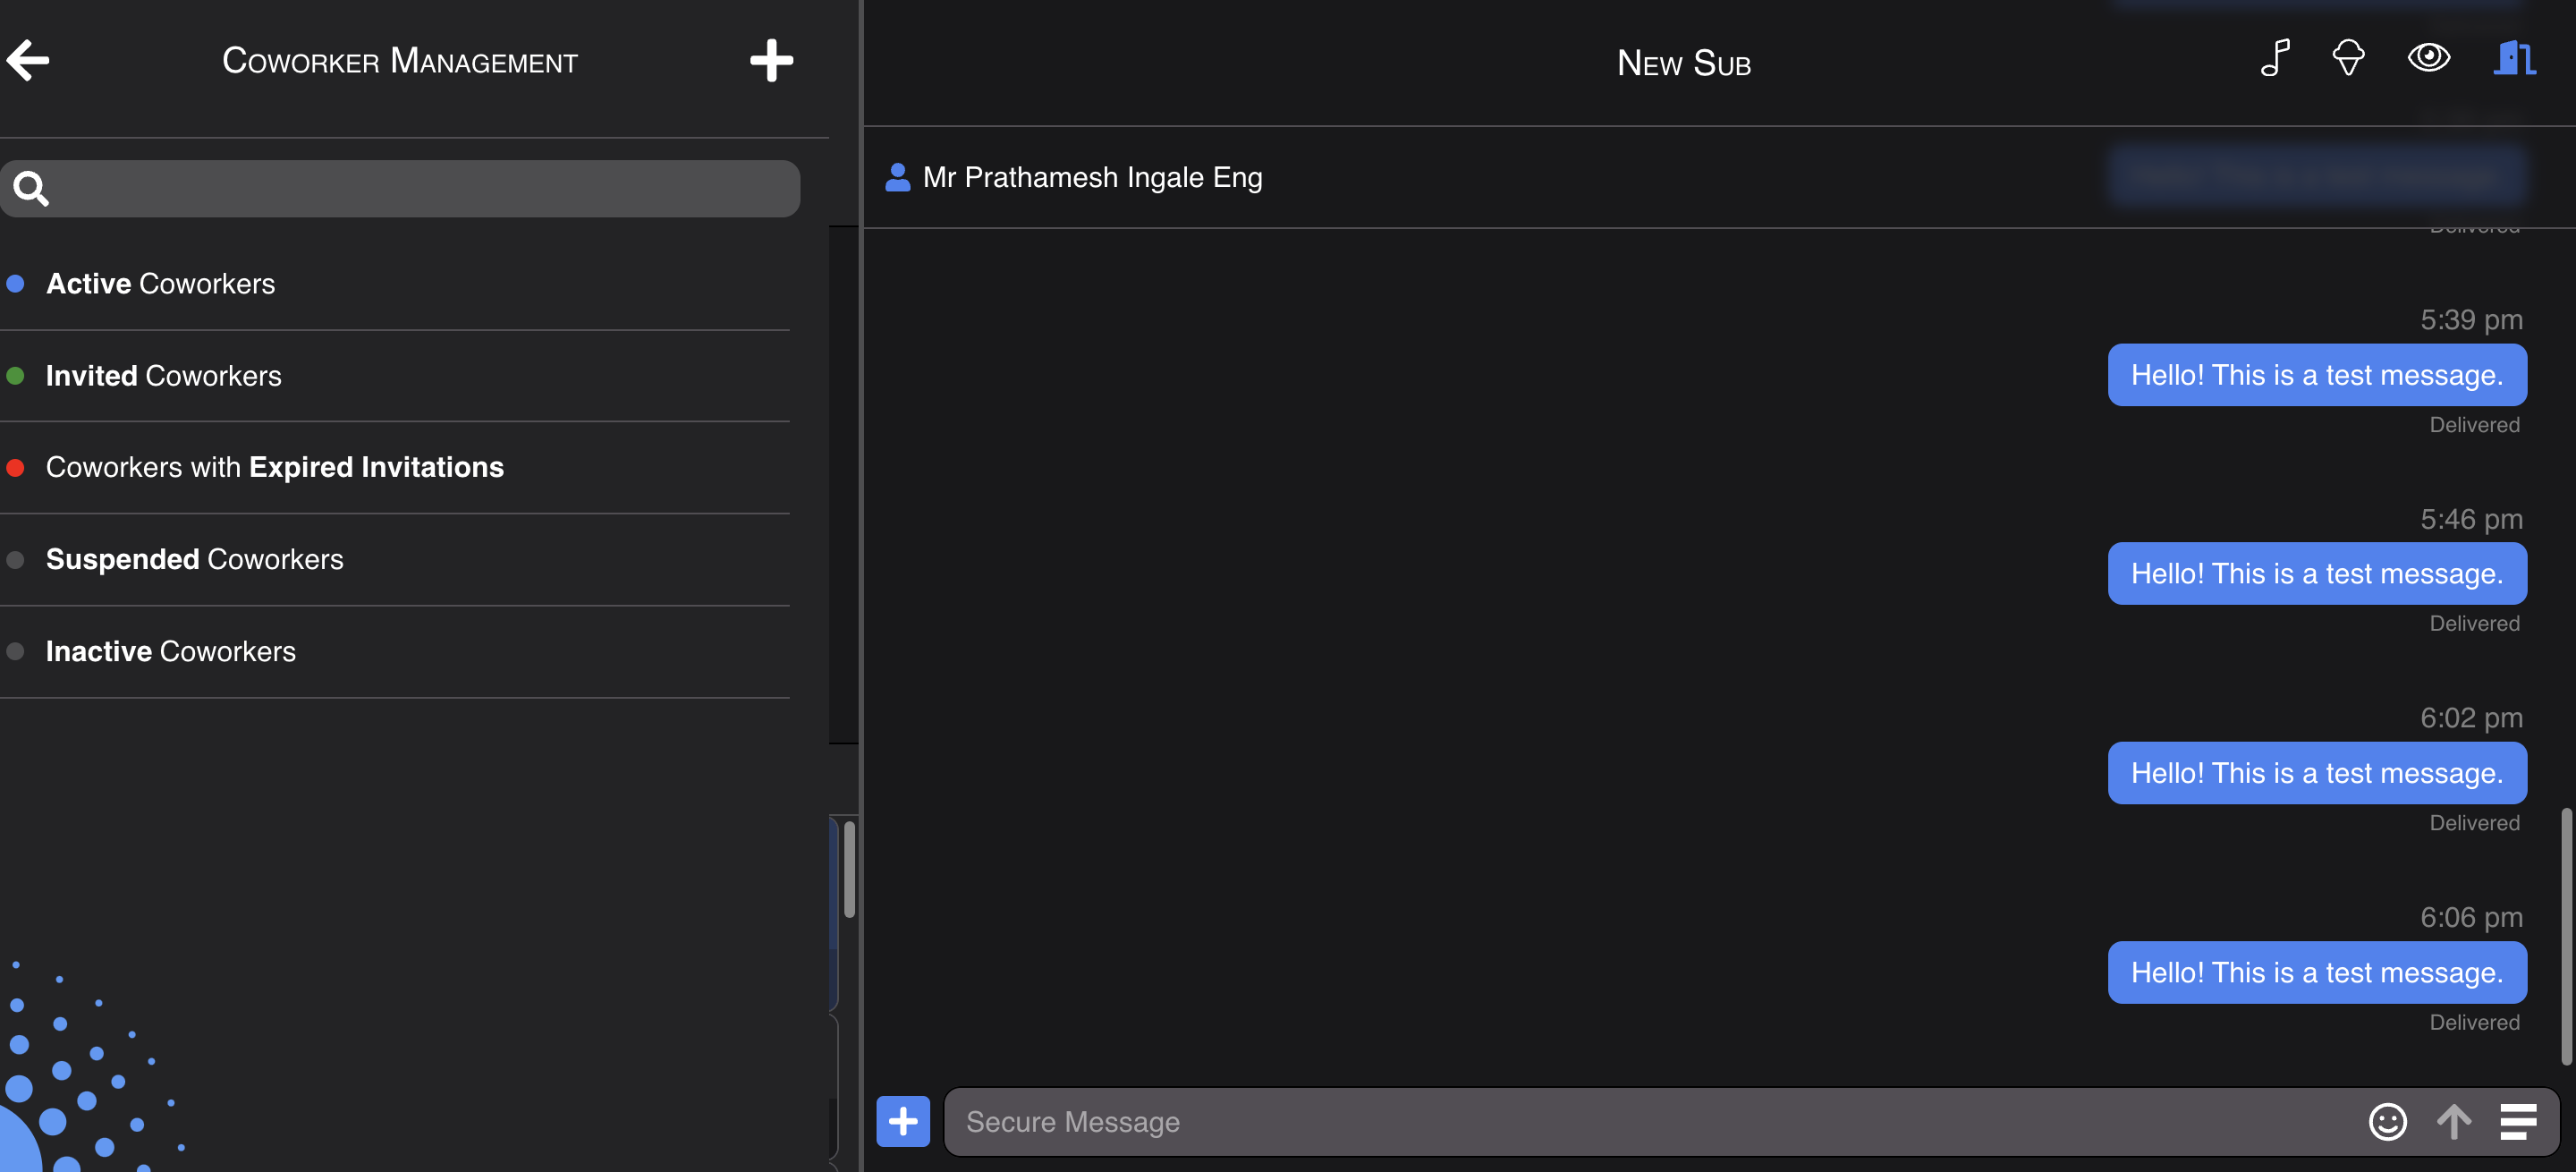 Coworker Management
Active Coworkers
Invited Coworkers
Coworkers with Expired Invitations
Suspended Coworkers
Inactive Coworkers
New Sub
Mr Prathamesh Ingale Eng
Delivered
5:39 pm
Hello! This is a test message.
Delivered
5:46 pm
Hello! This is a test message.
Delivered
6:02 pm
Hello! This is a test message.
Delivered
6:06 pm
Hello! This is a test message.
Delivered
Secure Message